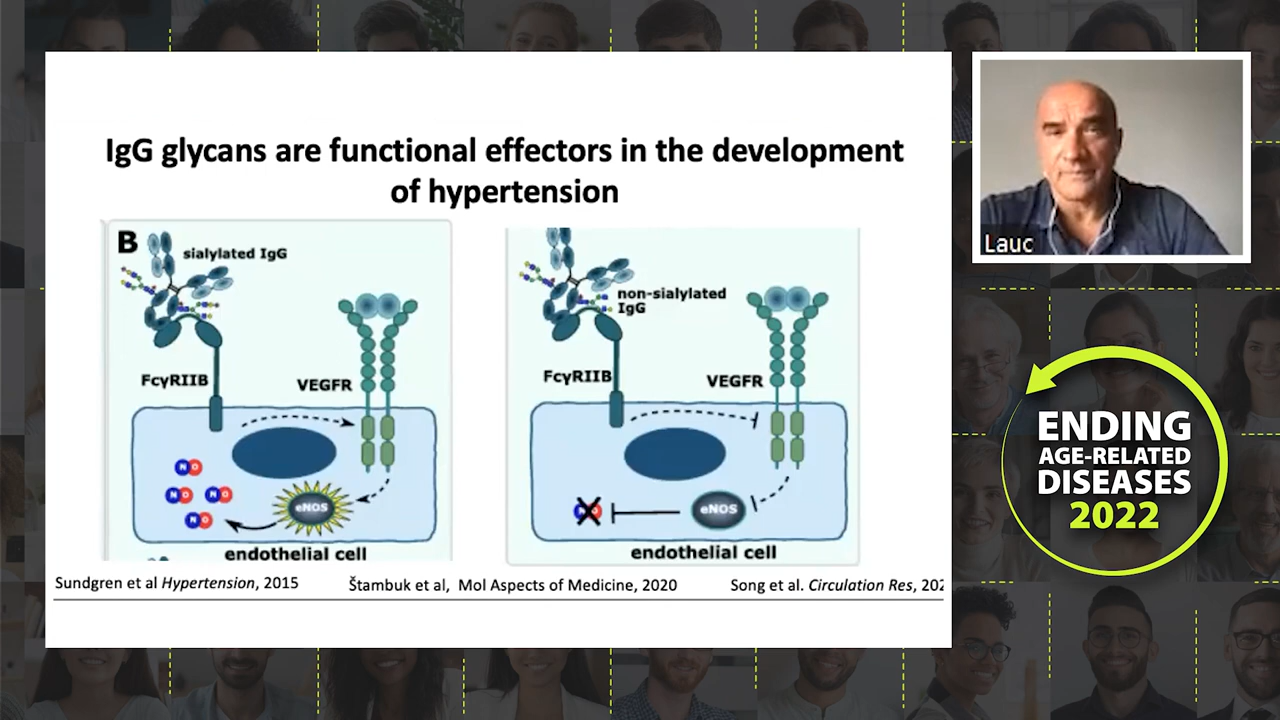 IgG glycans are functional effectors in the development
of hypertension
B
sialylated IgG
FcγRIIB
VEGFR
N O
N O
N O
N O
eNOS
endothelial cell
non-sialylated
IgG
FcγRIIB
VEGFR
eNOS
endothelial cell
Sundgren et al Hypertension, 2015
Štambuk et al, Mol Aspects of Medicine, 2020
Song et al. Circulation Res, 202
Lauc
ENDING
AGE-RELATED
DISEASES
2022